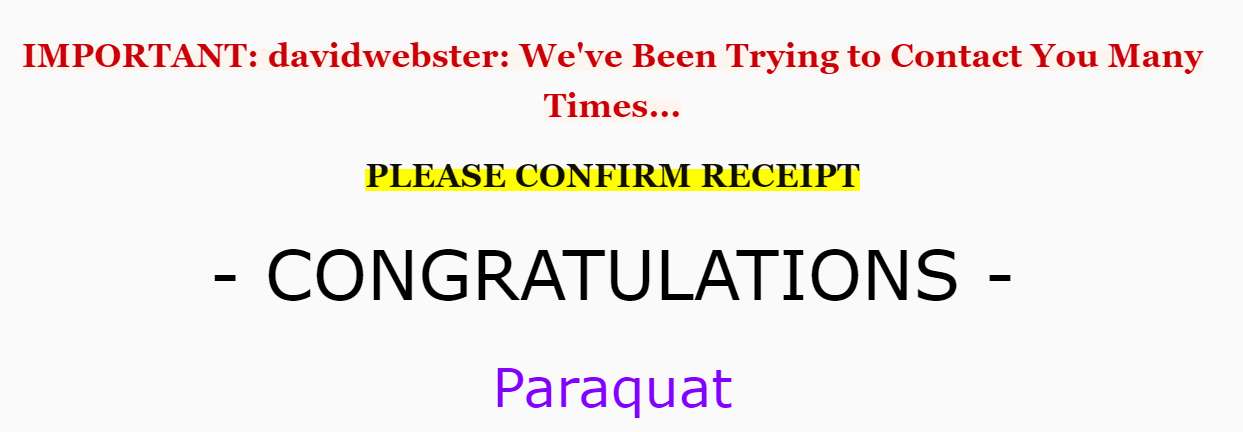 IMPORTANT: davidwebster: We've Been Trying to Contact You Many
Times...
PLEASE CONFIRM RECEIPT
- CONGRATULATIONS -
Paraquat